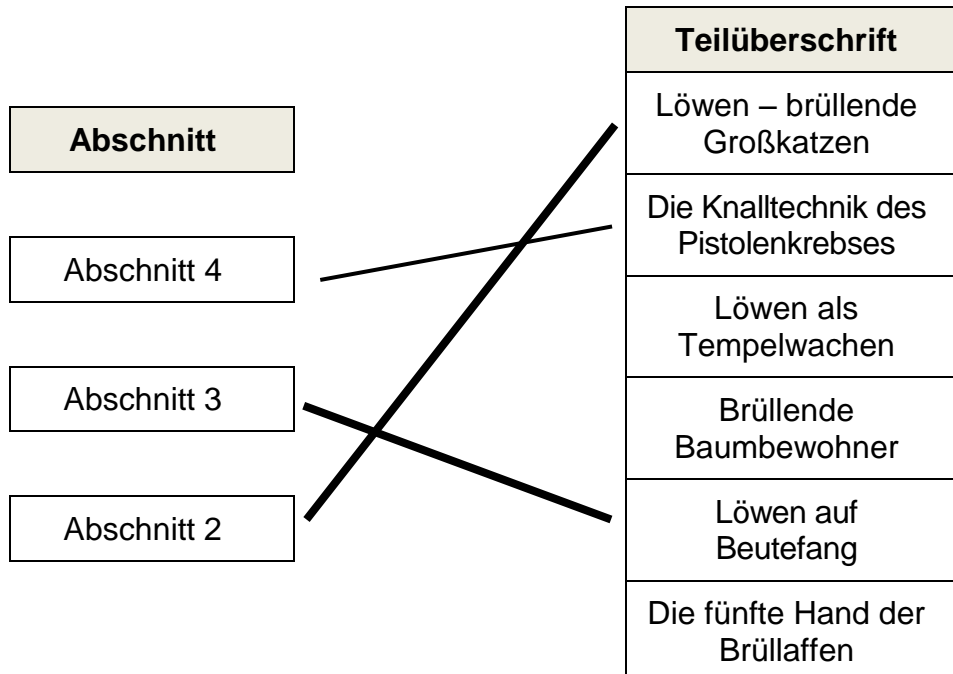 Abschnitt
Abschnitt 4
Abschnitt 3
Abschnitt 2
Teilüberschrift
Löwen – brüllende
Großkatzen
Die Knalltechnik des
Pistolenkrebses
Löwen als
Tempelwachen
Brüllende
Baumbewohner
Löwen auf
Beutefang
Die fünfte Hand der
Brüllaffen